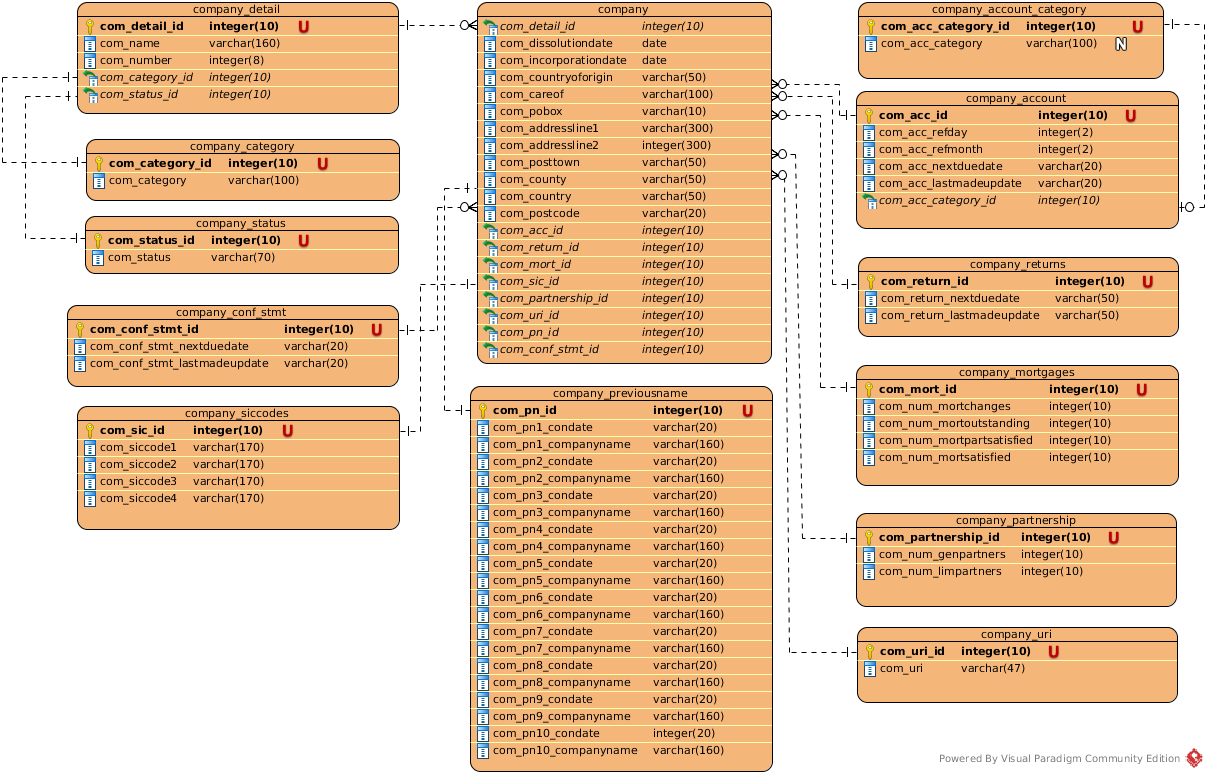 company_detail
com_detail_id integer(10) U
com_name varchar(160)
com_number integer(8)
com_category_id integer(10)
com_status_id integer(10)
company_category
com_category_id integer(10) U
com_category varchar(100)
company_status
com_status_id integer(10) U
com_status varchar(70)
company_conf_stmt
com_conf_stmt_id integer(10) U
com_conf_stmt_nextduedate varchar(20)
com_conf_stmt_lastmadeupdate varchar(20)
company_siccodes
com_sic_id integer(10) U
com_siccode1 varchar(170)
com_siccode2 varchar(170)
com_siccode3 varchar(170)
com_siccode4 varchar(170)
company
com_detail_id integer(10)
com_dissolutiondate date
com_incorporationdate date
com_countryoforigin varchar(50)
com_careof varchar(100)
com_pobox varchar(10)
com_addressline1 varchar(300)
com_addressline2 integer(300)
com_posttown varchar(50)
com_county varchar(50)
com_country varchar(50)
com_postcode varchar(20)
com_acc_id integer(10)
com_return_id integer(10)
com_mort_id integer(10)
com_sic_id integer(10)
com_partnership_id integer(10)
com_uri_id integer(10)
com_pn_id integer(10)
com_conf_stmt_id integer(10)
company_previousname
com_pn_id integer(10) U
com_pn1_condate varchar(20)
com_pn1_companyname varchar(160)
com_pn2_condate varchar(20)
com_pn2_companyname varchar(160)
com_pn3_condate varchar(20)
com_pn3_companyname varchar(160)
com_pn4_condate varchar(20)
com_pn4_companyname varchar(160)
com_pn5_condate varchar(20)
com_pn5_companyname varchar(160)
com_pn6_condate varchar(20)
com_pn6_companyname varchar(160)
com_pn7_condate varchar(20)
com_pn7_companyname varchar(160)
com_pn8_condate varchar(20)
com_pn8_companyname varchar(160)
com_pn9_condate varchar(20)
com_pn9_companyname varchar(160)
com_pn10_condate integer(20)
com_pn10_companyname varchar(160)
company_account_category
com_acc_category_id integer(10) U
com_acc_category varchar(100) N
company_account
com_acc_id integer(10) U
com_acc_refday integer(2)
com_acc_refmonth integer(2)
com_acc_nextduedate varchar(20)
com_acc_lastmadeupdate varchar(20)
com_acc_category_id integer(10)
company_returns
com_return_id integer(10) U
com_return_nextduedate varchar(50)
com_return_lastmadeupdate varchar(50)
company_mortgages
com_mort_id integer(10) U
com_num_mortchanges integer(10)
com_num_mortoutstanding integer(10)
com_num_mortpartsatisfied integer(10)
com_num_mortsatisfied integer(10)
company_partnership
com_partnership_id integer(10) U
com_num_genpartners integer(10)
com_num_limpartners integer(10)
company_uri
com_uri_id integer(10) U
com_uri varchar(47)
Powered By Visual Paradigm Community Edition